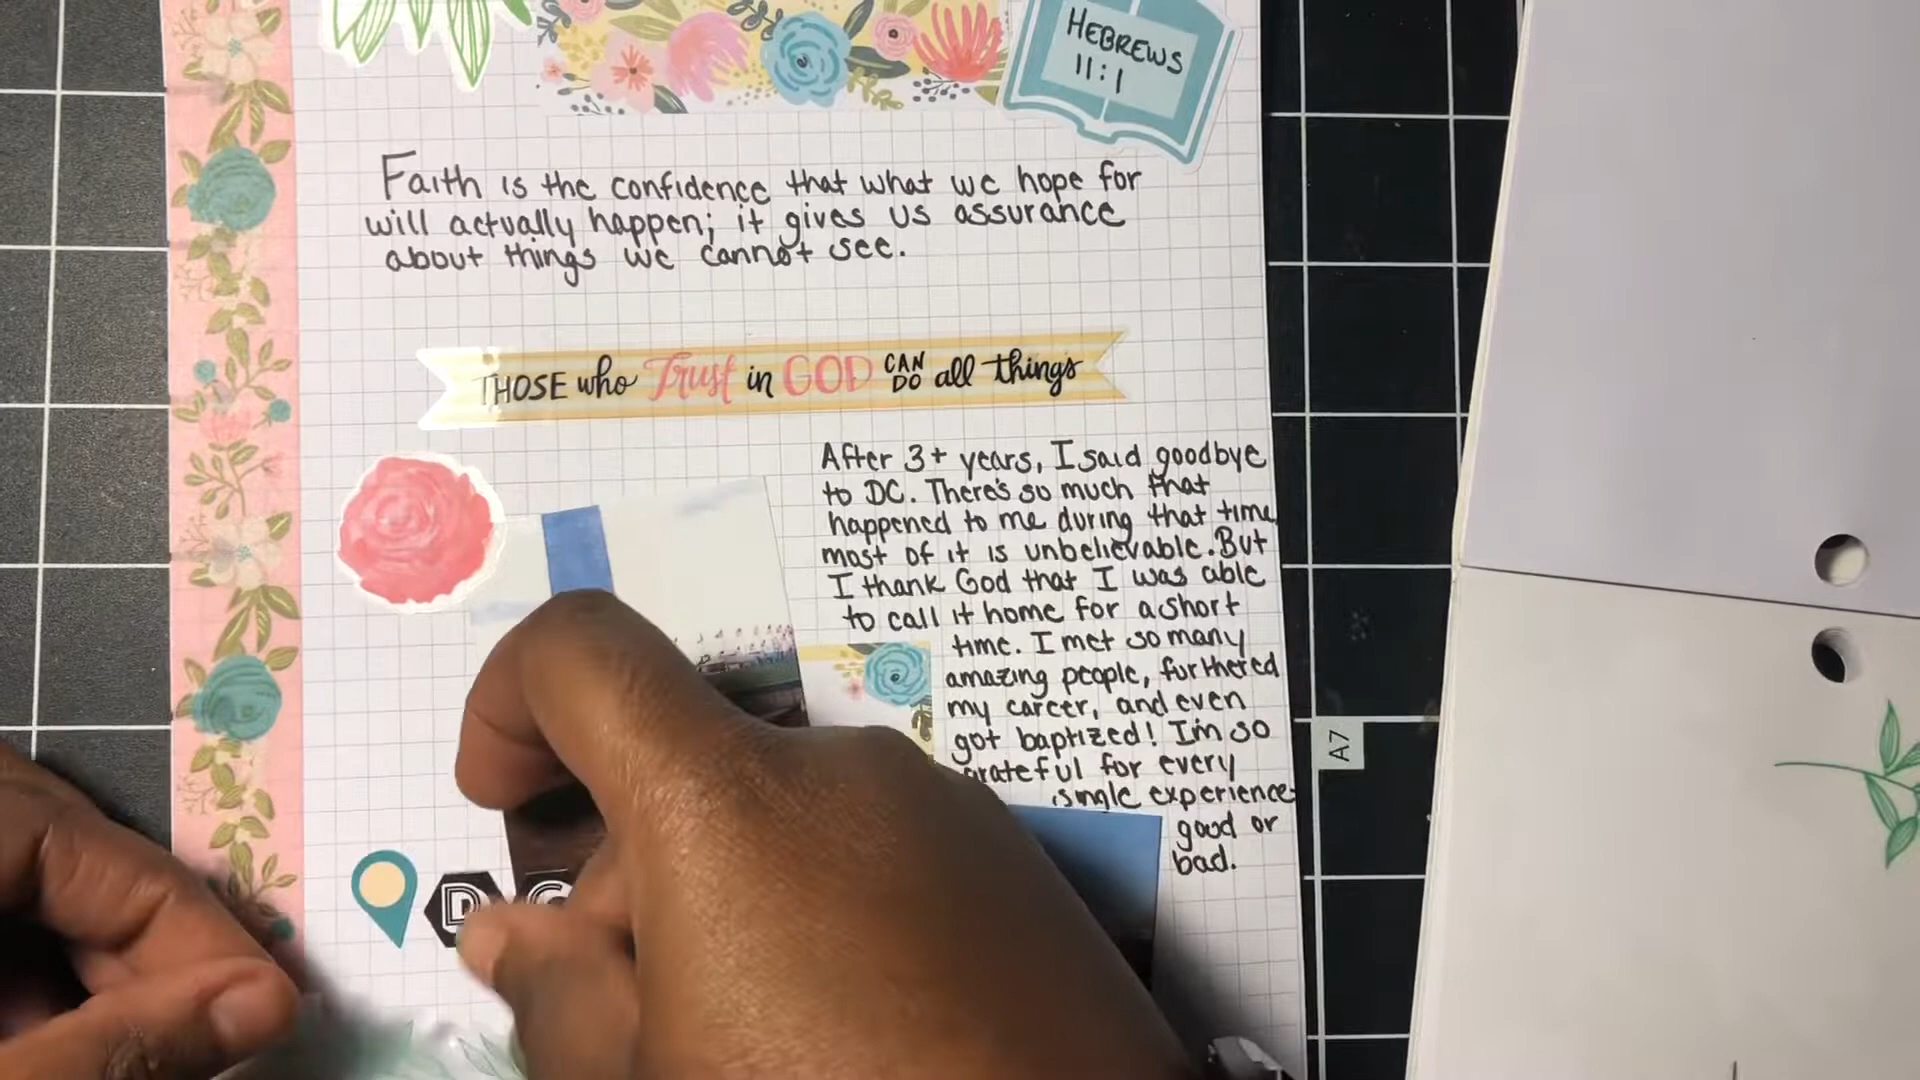 HEBREWS
11:1
Faith is the confidence that what we hope for
will actually happen; it gives us assurance
about things we cannot see.
THOSE who Trust in GOD CAN DO all things
After 3+ years, I said goodbye
to DC. There's so much that
happened to me during that time,
most of it is unbelievable. But
I thank God that I was able
to call it home for a short
time. I met so many
amazing people, furthered
my career, and even
got baptized! I'm so
grateful for every
single experience
good or
bad.
D C
A7